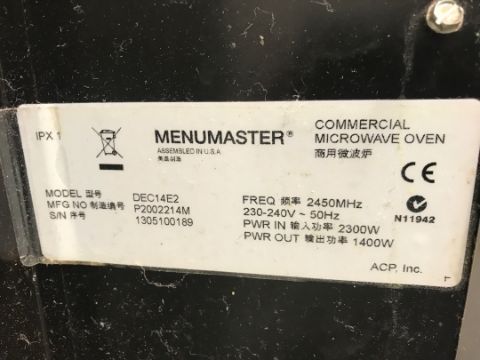 IPX 1
MENUMASTER®
ASSEMBLED IN U.S.A
美国制造
COMMERCIAL
MICROWAVE OVEN
商用微波炉
MODEL 型号 DEC14E2
MFG NO 制造编号 P2002214M
S/N 序号 1305100189
FREQ 频率 2450MHz
230-240V ~ 50Hz
PWR IN 输入功率 2300W
PWR OUT 输出功率 1400W
N11942
ACP, Inc.